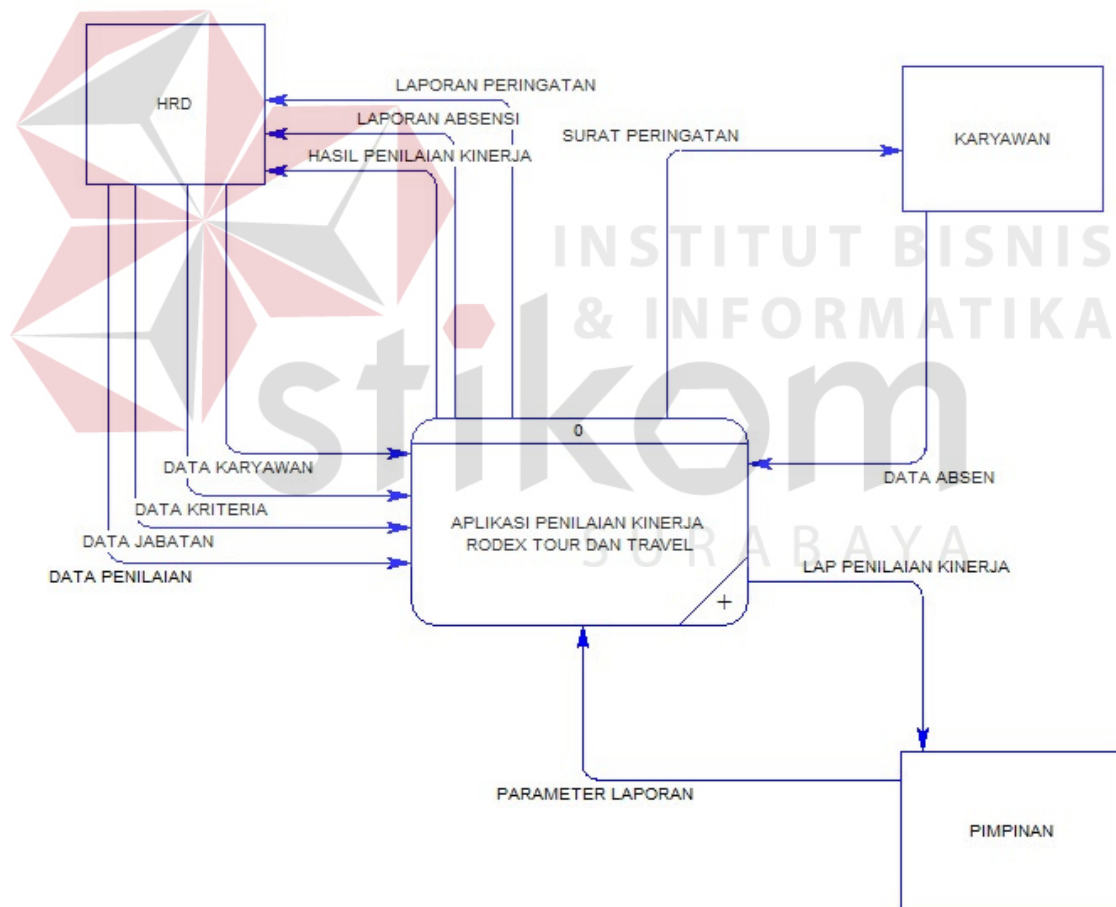 HRD
LAPORAN PERINGATAN
LAPORAN ABSENSI
HASIL PENILAIAN KINERJA
SURAT PERINGATAN
KARYAWAN
INSTITUT BISNIS
& INFORMATIKA
stikom
SURABAYA
0
APLIKASI PENILAIAN KINERJA
RODEX TOUR DAN TRAVEL
+
DATA KARYAWAN
DATA KRITERIA
DATA JABATAN
DATA PENILAIAN
DATA ABSEN
LAP PENILAIAN KINERJA
PARAMETER LAPORAN
PIMPINAN